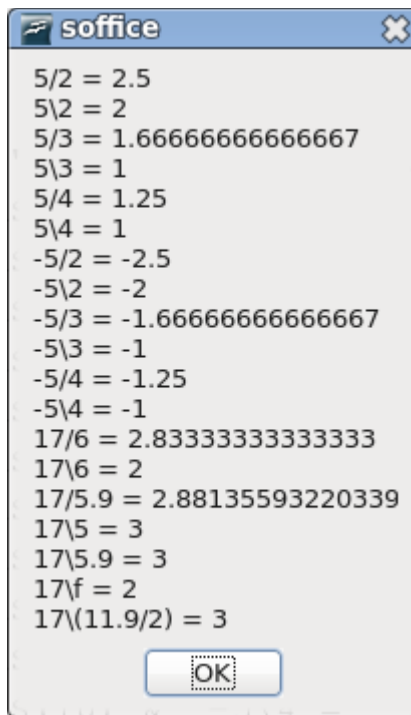 soffice
5/2 = 2.5
5\2 = 2
5/3 = 1.66666666666667
5\3 = 1
5/4 = 1.25
5\4 = 1
-5/2 = -2.5
-5\2 = -2
-5/3 = -1.66666666666667
-5\3 = -1
-5/4 = -1.25
-5\4 = -1
17/6 = 2.83333333333333
17\6 = 2
17/5.9 = 2.88135593220339
17\5 = 3
17\5.9 = 3
17\f = 2
17\(11.9/2) = 3
OK